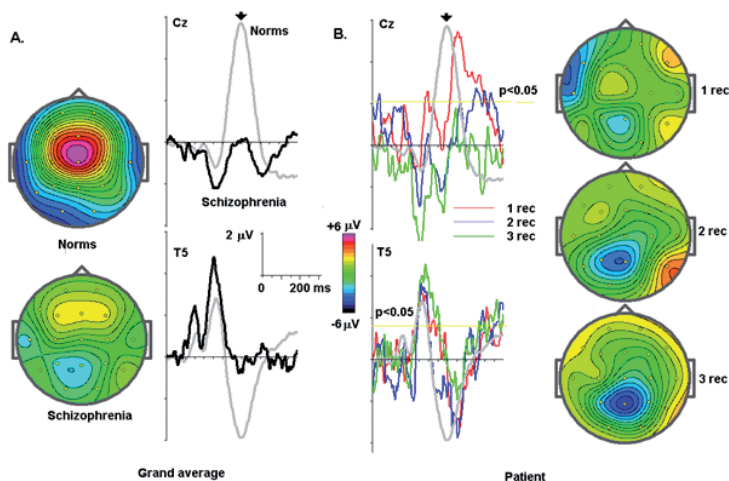 A.
Cz
Norms
Schizophrenia
Norms
T5
2 µV
0 200 ms
Schizophrenia
Grand average
B.
Cz
p<0.05
1 rec
2 rec
3 rec
+6 µV
-6 µV
T5
p<0.05
1 rec
2 rec
3 rec
Patient